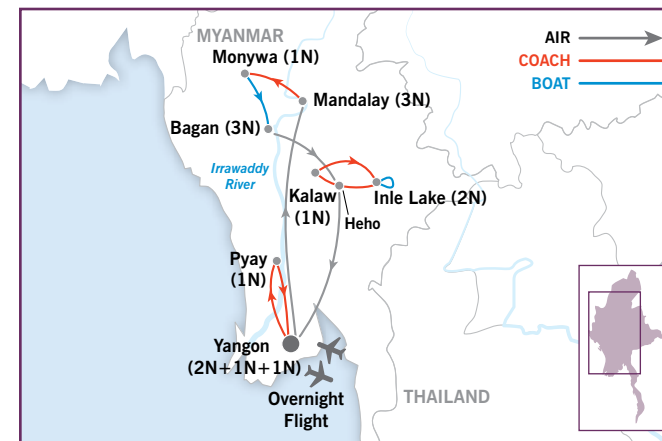 MYANMAR
Monywa (1N)
AIR
COACH
BOAT
Mandalay (3N)
Bagan (3N)
Irrawaddy
River
Kalaw
(1N)
Heho
Inle Lake (2N)
Pyay
(1N)
Yangon
(2N+1N+1N)
Overnight
Flight
THAILAND